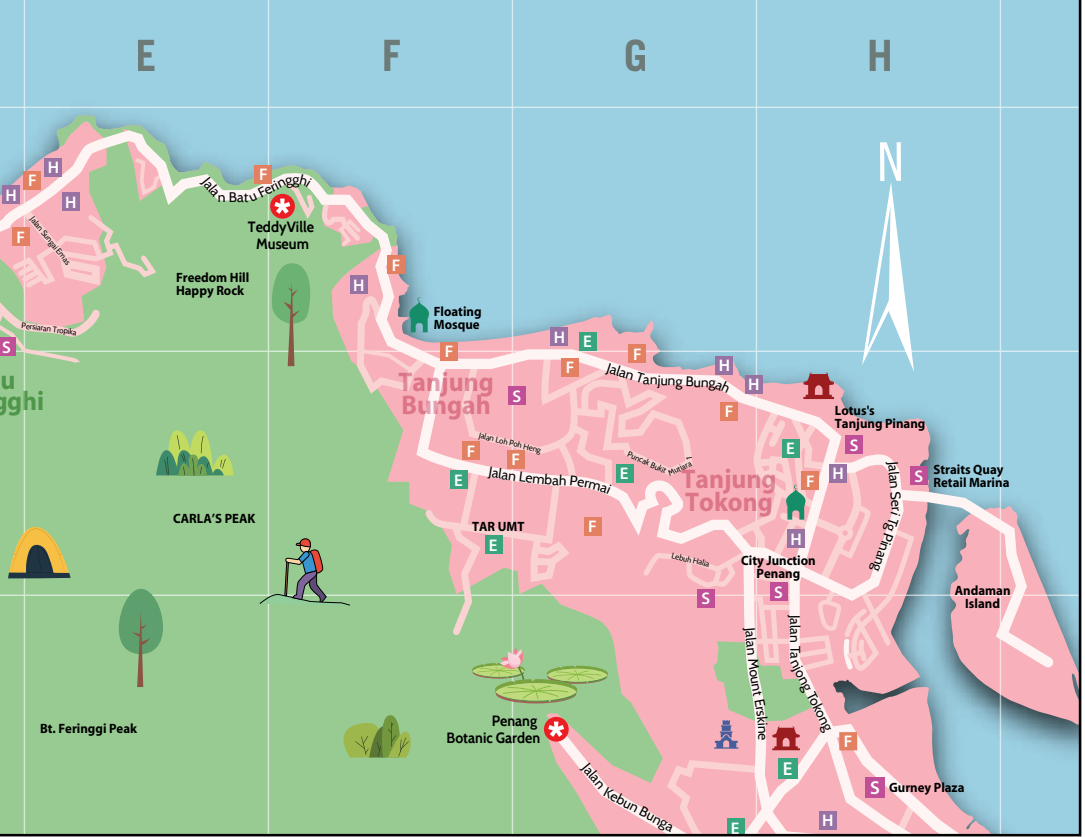 E F G H
N
H
F
H
H
F
Jalan Sungai Emas
Persiaran Tropika
S
u
gghi
F
Jalan Batu Feringghi
TeddyVille
Museum
Freedom Hill
Happy Rock
F
H
Floating
Mosque
F
H
E
F
F
Jalan Tanjung Bungah
H
H
F
Tanjung
Bungah
S
Lotus's
Tanjung Pinang
S
E
Jalan Loh Poh Heng
F
F
E
Jalan Lembah Permai
Puncak Bukit Mutiara
E
Tanjung
Tokong
F
H
Jalan Seri Tg Pinang
S
Straits Quay
Retail Marina
CARLA'S PEAK
TAR UMT
E
F
H
Lebuh Halia
City Junction
Penang
S
S
Andaman
Island
Jalan Mount Erskine
Jalan Tanjong Tokong
Bt. Feringgi Peak
Penang
Botanic Garden
Jalan Kebun Bunga
F
E
S
Gurney Plaza
E
H